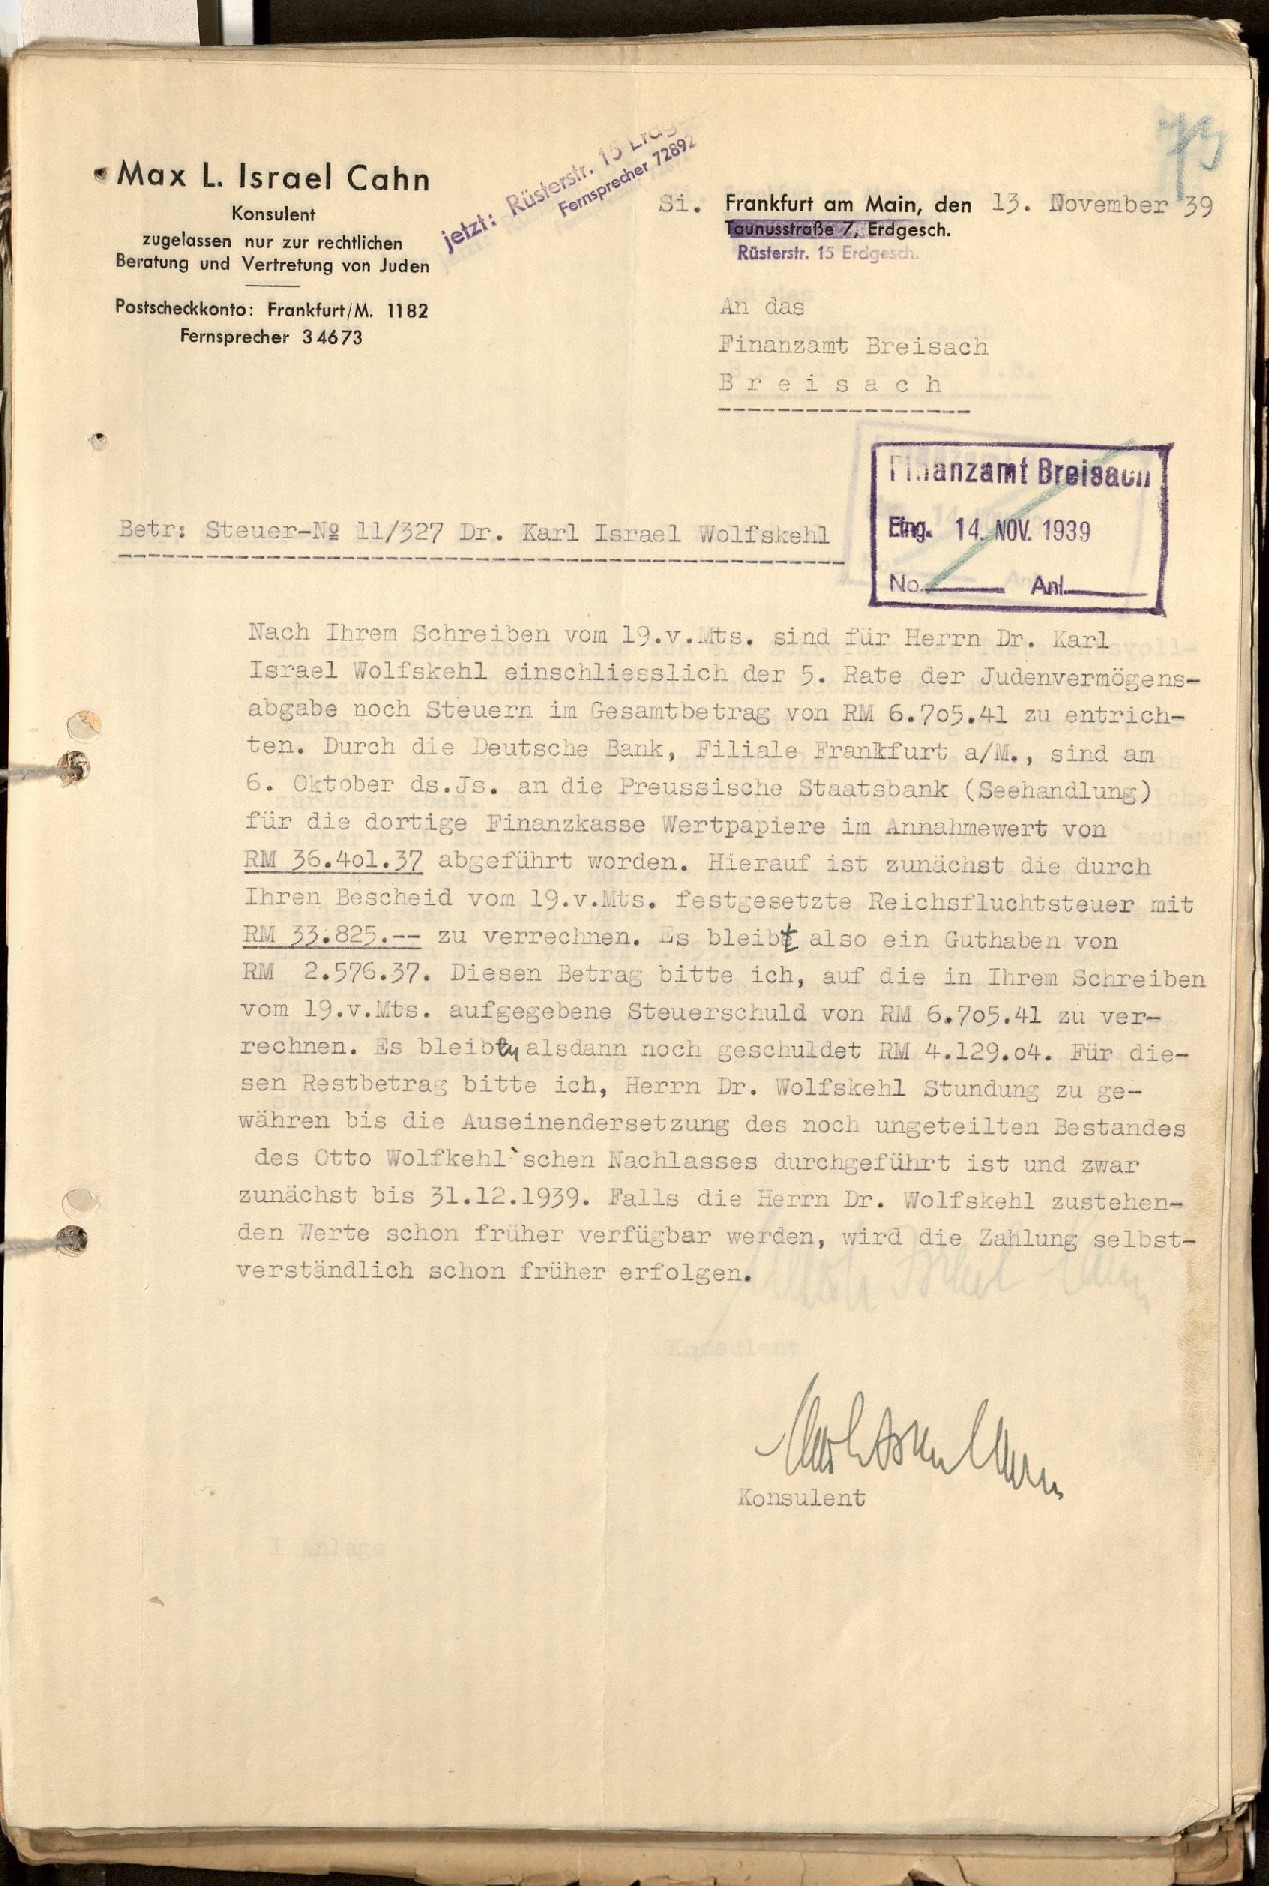 73
Max L. Israel Cahn
Konsulent
zugelassen nur zur rechtlichen
Beratung und Vertretung von Juden
Postscheckkonto: Frankfurt/M. 1182
Fernsprecher 34673
jetzt: Rüsterstr. 15
Fernsprecher 72892
Si. Frankfurt am Main, den 13. November 39
Taunusstraße 7, Erdgesch.
Rüsterstr. 15 Erdgesch.
An das
Finanzamt Breisach
B r e i s a c h
Finanzamt Breisach
Eing. 14. NOV. 1939
No. Anl.
Betr: Steuer-№ 11/327 Dr. Karl Israel Wolfskehl
Nach Ihrem Schreiben vom 19.v.Mts. sind für Herrn Dr. Karl
Israel Wolfskehl einschliesslich der 5. Rate der Judenvermögens-
abgabe noch Steuern im Gesamtbetrag von RM 6.7o5.41 zu entrich-
ten. Durch die Deutsche Bank, Filiale Frankfurt a/M., sind am
6. Oktober ds.Js. an die Preussische Staatsbank (Seehandlung)
für die dortige Finanzkasse Wertpapiere im Annahmewert von
RM 36.4o1.37 abgeführt worden. Hierauf ist zunächst die durch
Ihren Bescheid vom 19.v.Mts. festgesetzte Reichsfluchtsteuer mit
RM 33.825.-- zu verrechnen. Es bleibt also ein Guthaben von
RM 2.576.37. Diesen Betrag bitte ich, auf die in Ihrem Schreiben
vom 19.v.Mts. aufgegebene Steuerschuld von RM 6.7o5.41 zu ver-
rechnen. Es bleiben alsdann noch geschuldet RM 4.129.o4. Für die-
sen Restbetrag bitte ich, Herrn Dr. Wolfskehl Stundung zu ge-
währen bis die Auseinendersetzung des noch ungeteilten Bestandes
des Otto Wolfkehl`schen Nachlasses durchgeführt ist und zwar
zunächst bis 31.12.1939. Falls die Herrn Dr. Wolfskehl zustehen-
den Werte schon früher verfügbar werden, wird die Zahlung selbst-
verständlich schon früher erfolgen.
Konsulent